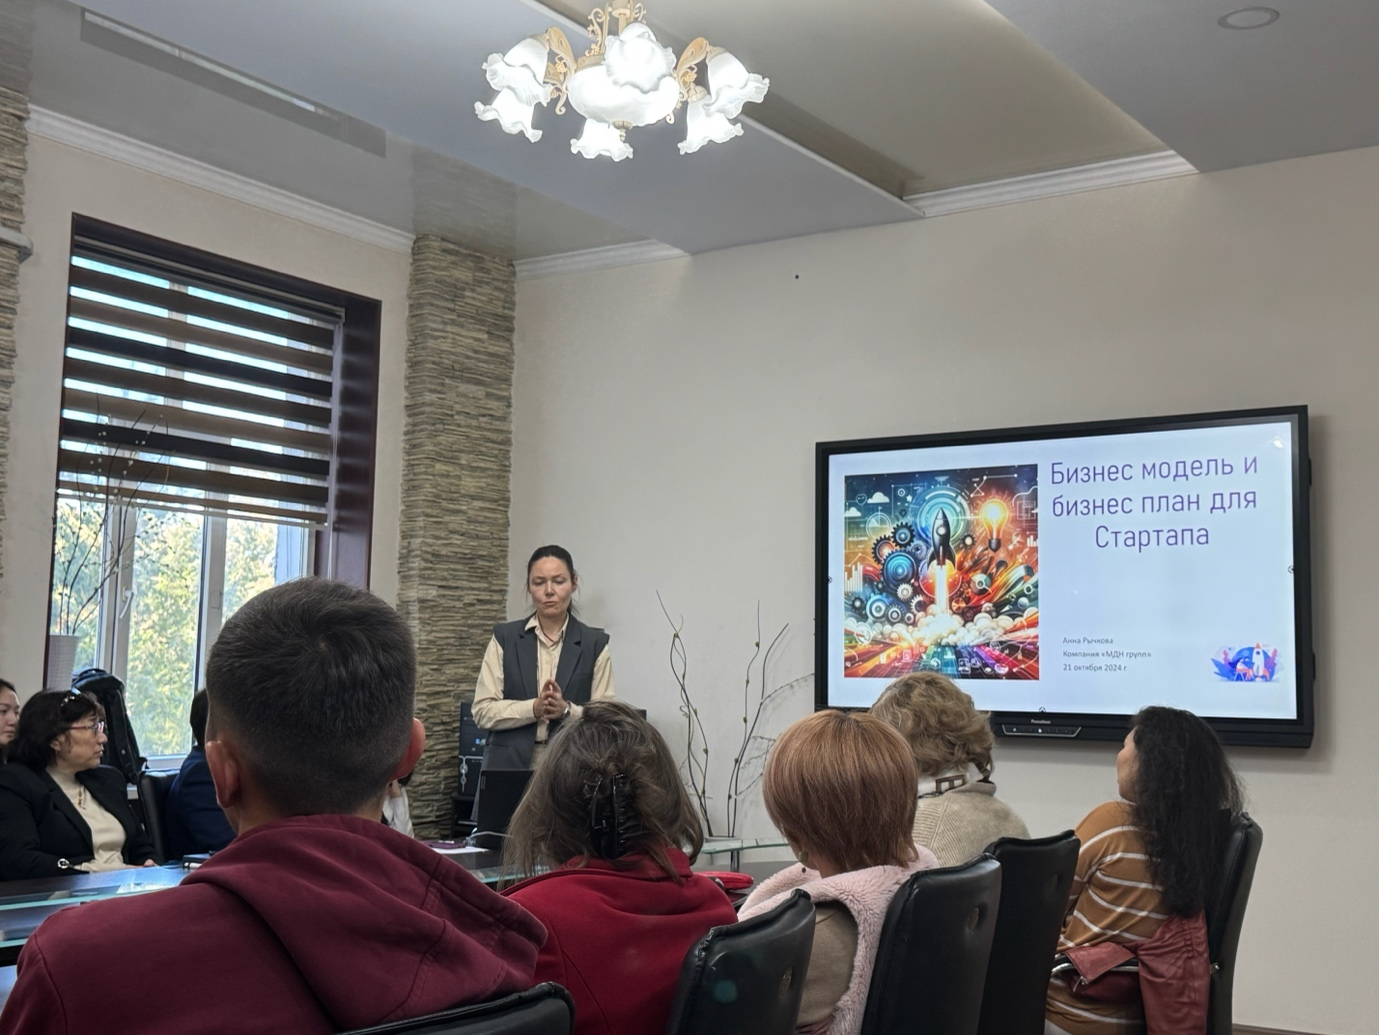 Бизнес модель и
бизнес план для
Стартапа
Анна Рычкова
Компания «МДН групп»
21 октября 2024 г.